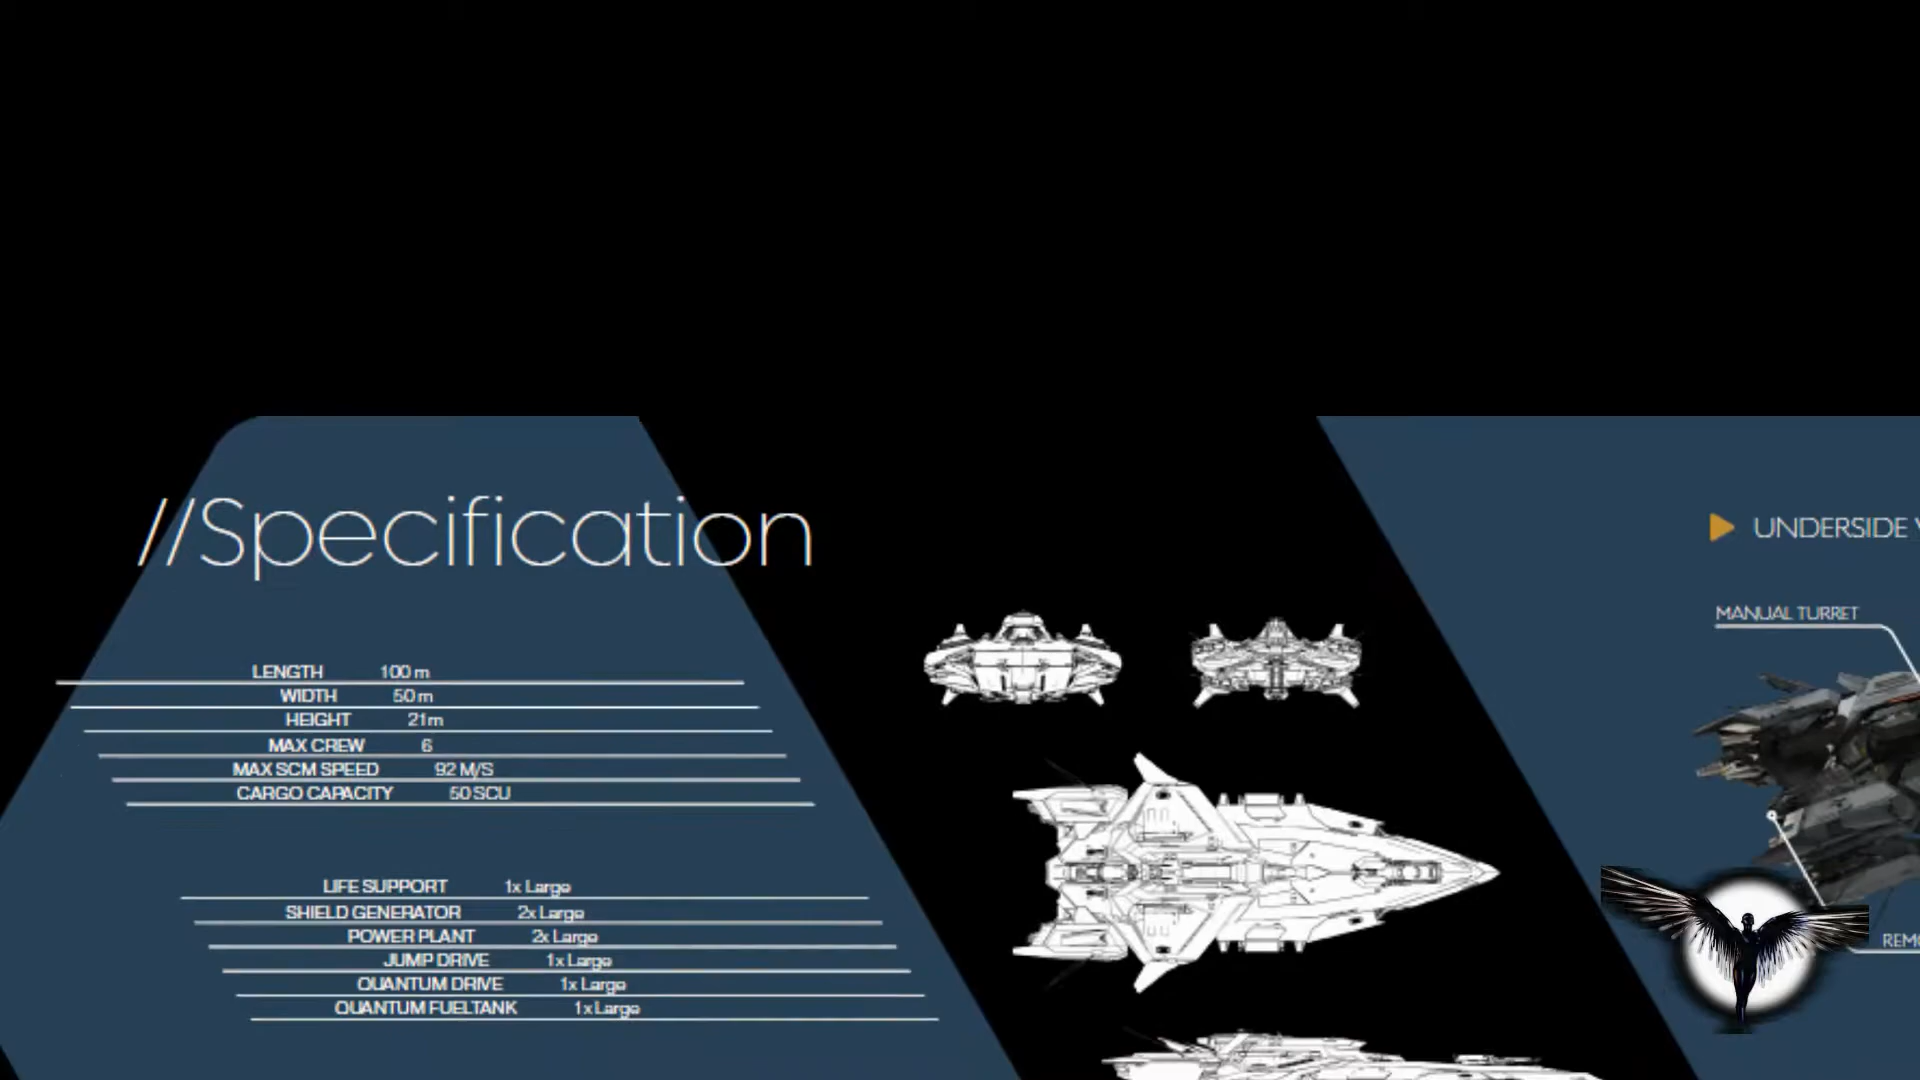 //Specification
LENGTH 100 m
WIDTH 50 m
HEIGHT 21m
MAX CREW 6
MAX SCM SPEED 92 M/S
CARGO CAPACITY 50 SCU
LIFE SUPPORT 1x Large
SHIELD GENERATOR 2x Large
POWER PLANT 2x Large
JUMP DRIVE 1x Large
QUANTUM DRIVE 1x Large
QUANTUM FUELTANK 1x Large
UNDERSIDE
MANUAL TURRET